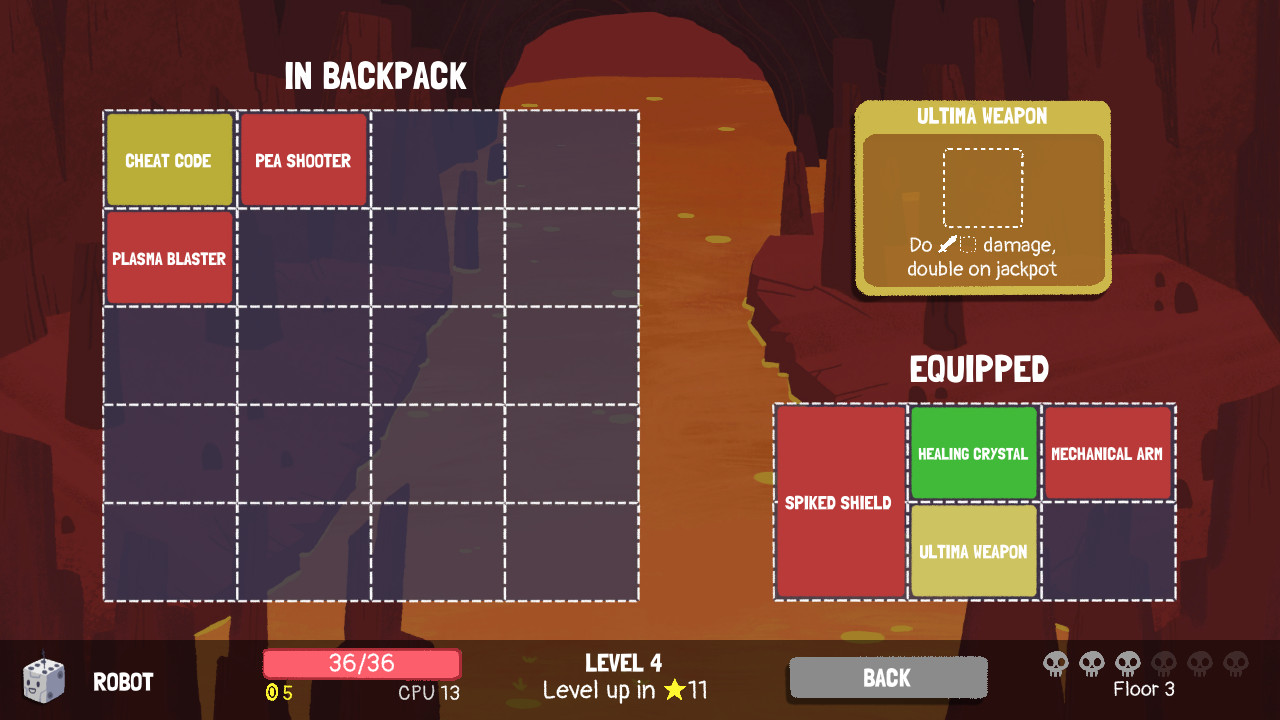 IN BACKPACK
CHEAT CODE
PEA SHOOTER
PLASMA BLASTER
ULTIMA WEAPON
Do damage,
double on jackpot
EQUIPPED
SPIKED SHIELD
HEALING CRYSTAL
MECHANICAL ARM
ULTIMA WEAPON
ROBOT
36/36
5
CPU 13
LEVEL 4
Level up in 11
BACK
Floor 3